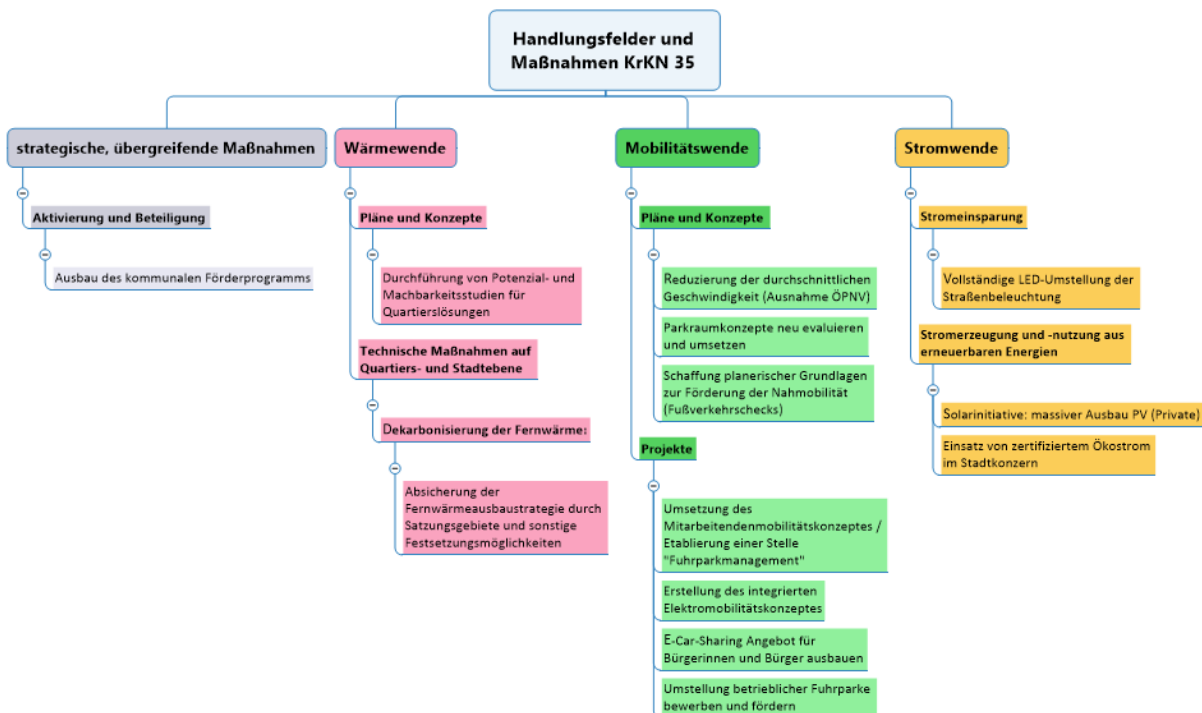 Handlungsfelder und
Maßnahmen KrKN 35
strategische, übergreifende Maßnahmen
Aktivierung und Beteiligung
Ausbau des kommunalen Förderprogramms
Wärmewende
Pläne und Konzepte
Durchführung von Potenzial- und
Machbarkeitsstudien für
Quartierslösungen
Technische Maßnahmen auf
Quartiers- und Stadtebene
Dekarbonisierung der Fernwärme:
Absicherung der
Fernwärmeausbaustrategie durch
Satzungsgebiete und sonstige
Festsetzungsmöglichkeiten
Mobilitätswende
Pläne und Konzepte
Reduzierung der durchschnittlichen
Geschwindigkeit (Ausnahme ÖPNV)
Parkraumkonzepte neu evaluieren
und umsetzen
Schaffung planerischer Grundlagen
zur Förderung der Nahmobilität
(Fußverkehrschecks)
Projekte
Umsetzung des
Mitarbeitendenmobilitätskonzeptes /
Etablierung einer Stelle
"Fuhrparkmanagement"
Erstellung des integrierten
Elektromobilitätskonzeptes
E-Car-Sharing Angebot für
Bürgerinnen und Bürger ausbauen
Umstellung betrieblicher Fuhrparke
bewerben und fördern
Stromwende
Stromeinsparung
Vollständige LED-Umstellung der
Straßenbeleuchtung
Stromerzeugung und -nutzung aus
erneuerbaren Energien
Solarinitiative: massiver Ausbau PV (Private)
Einsatz von zertifiziertem Ökostrom
im Stadtkonzern